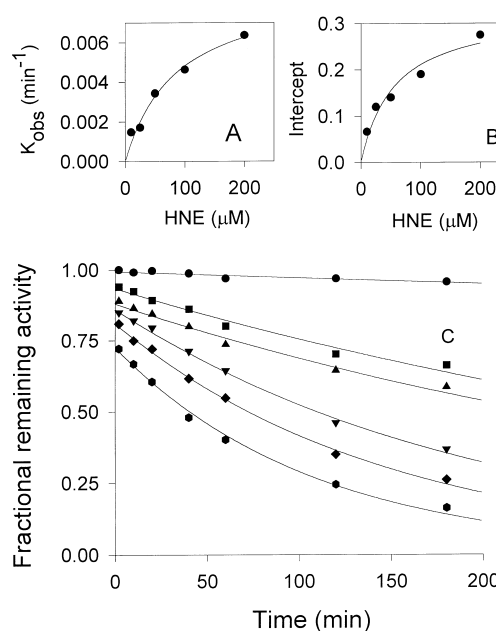 0.006
0.004
0.002
0.000
K_obs (min⁻¹)
A
0 100 200
HNE (µM)
0.3
0.2
0.1
0.0
Intercept
B
0 100 200
HNE (µM)
1.00
0.75
0.50
0.25
0.00
Fractional remaining activity
C
0 50 100 150 200
Time (min)